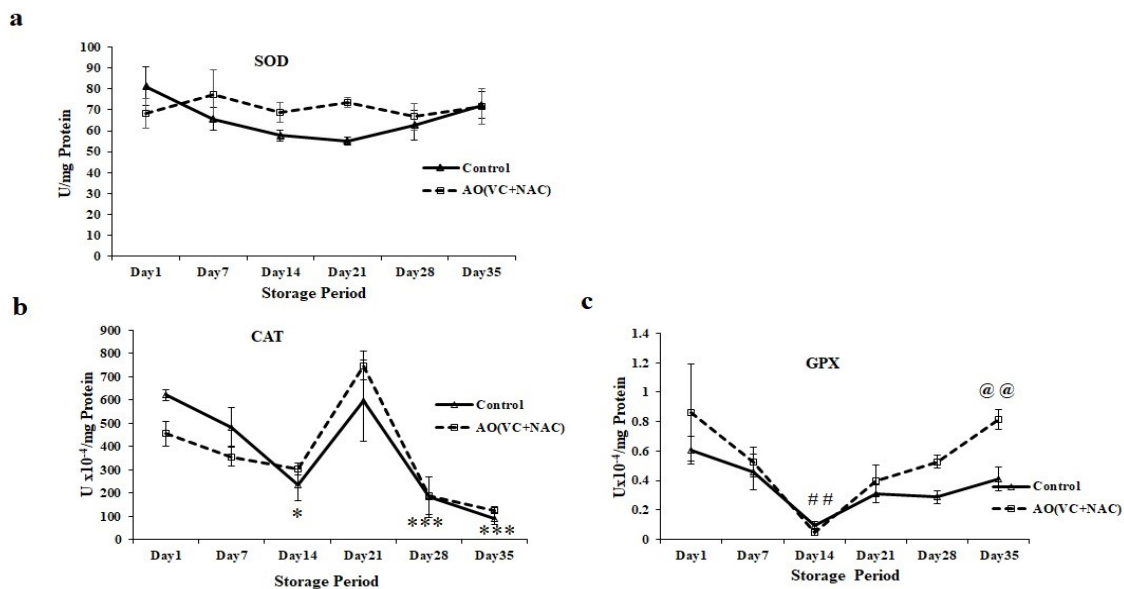 a
SOD
100
90
80
70
60
50
40
30
20
10
0
U/mg Protein
Control
AO(VC+NAC)
Day1 Day7 Day14 Day21 Day28 Day35
Storage Period
b
CAT
900
800
700
600
500
400
300
200
100
0
U x10⁻⁴/mg Protein
Control
AO(VC+NAC)
* *** ***
Day1 Day7 Day14 Day21 Day28 Day35
Storage Period
c
GPX
1.4
1.2
1
0.8
0.6
0.4
0.2
0
Ux10⁻⁴/mg Protein
@ @
# #
Control
AO(VC+NAC)
Day1 Day7 Day14 Day21 Day28 Day35
Storage Period